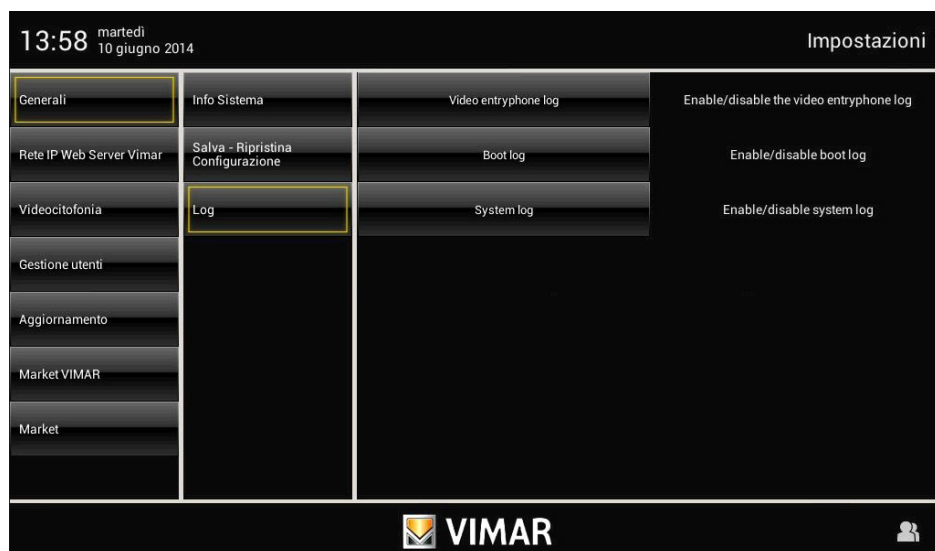 13:58 martedì
10 giugno 2014
Impostazioni
Generali
Rete IP Web Server Vimar
Videocitofonia
Gestione utenti
Aggiornamento
Market VIMAR
Market
Info Sistema
Salva - Ripristina
Configurazione
Log
Video entryphone log
Enable/disable the video entryphone log
Boot log
Enable/disable boot log
System log
Enable/disable system log
VIMAR